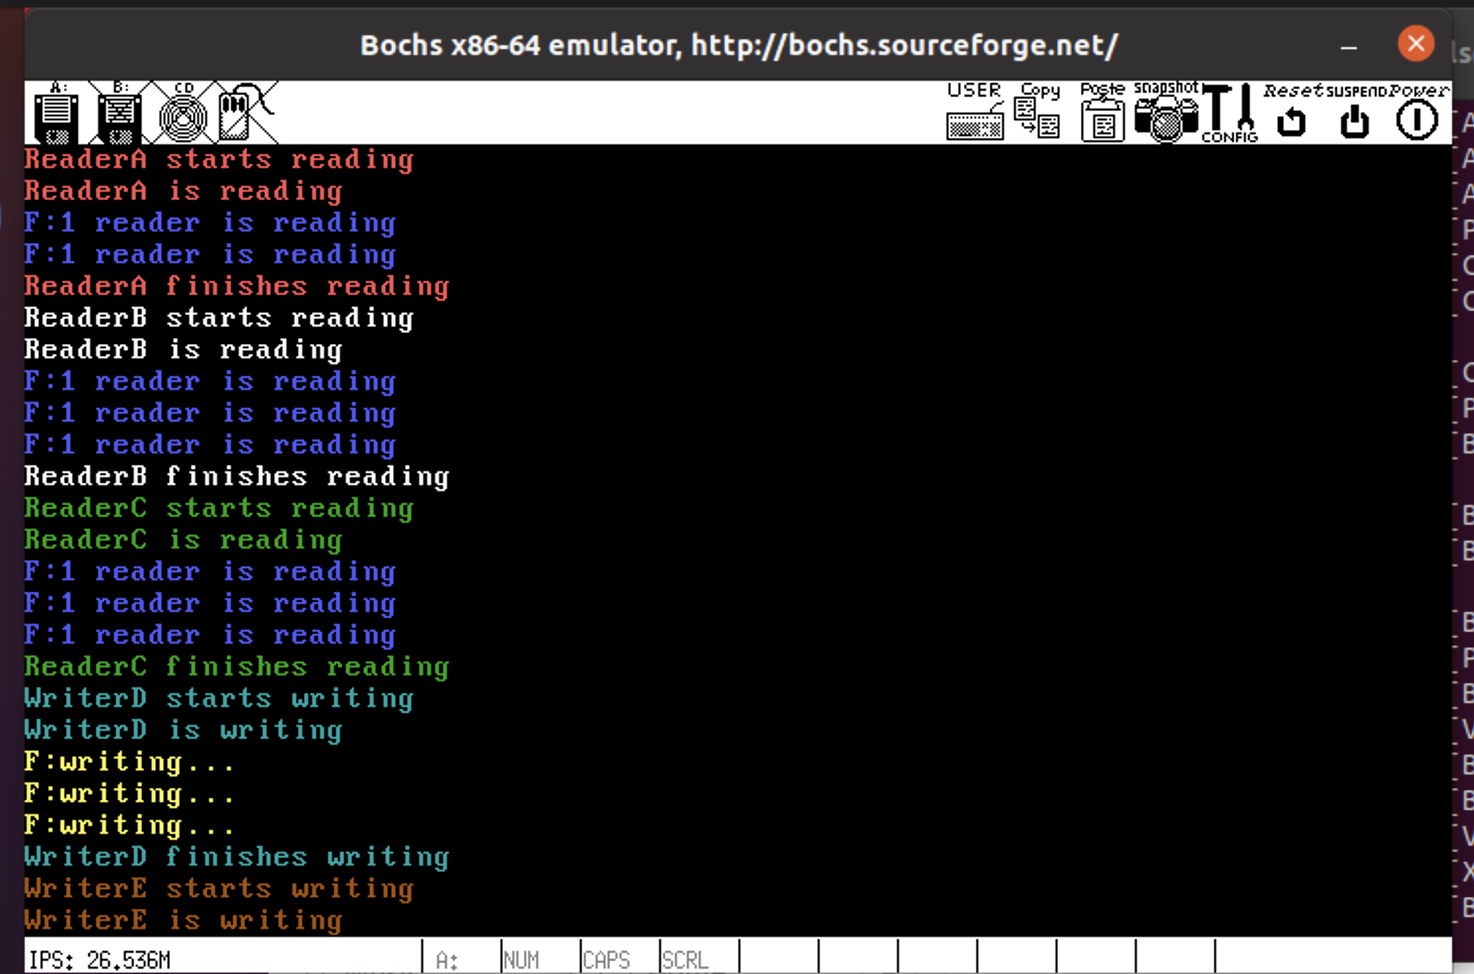 Bochs x86-64 emulator, http://bochs.sourceforge.net/
A: B: CD USER Copy Paste snapshot CONFIG Reset SUSPEND Power
ReaderA starts reading
ReaderA is reading
F:1 reader is reading
F:1 reader is reading
ReaderA finishes reading
ReaderB starts reading
ReaderB is reading
F:1 reader is reading
F:1 reader is reading
F:1 reader is reading
ReaderB finishes reading
ReaderC starts reading
ReaderC is reading
F:1 reader is reading
F:1 reader is reading
F:1 reader is reading
ReaderC finishes reading
WriterD starts writing
WriterD is writing
F:writing...
F:writing...
F:writing...
WriterD finishes writing
WriterE starts writing
WriterE is writing
IPS: 26.536M A: NUM CAPS SCRL